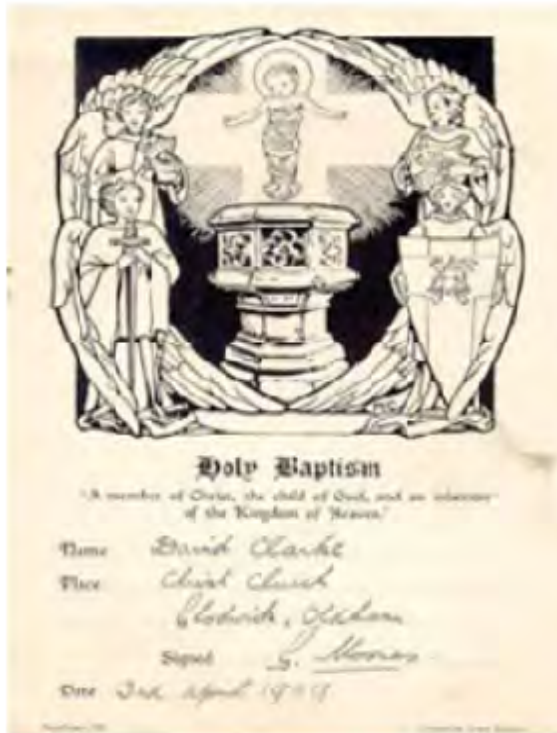 Holy Baptism
"A member of Christ, the child of God, and an inheritor
of the Kingdom of Heaven."
Name David Clarke
Place Christ Church
Glodwick, Oldham
Signed G.
Date 3rd April